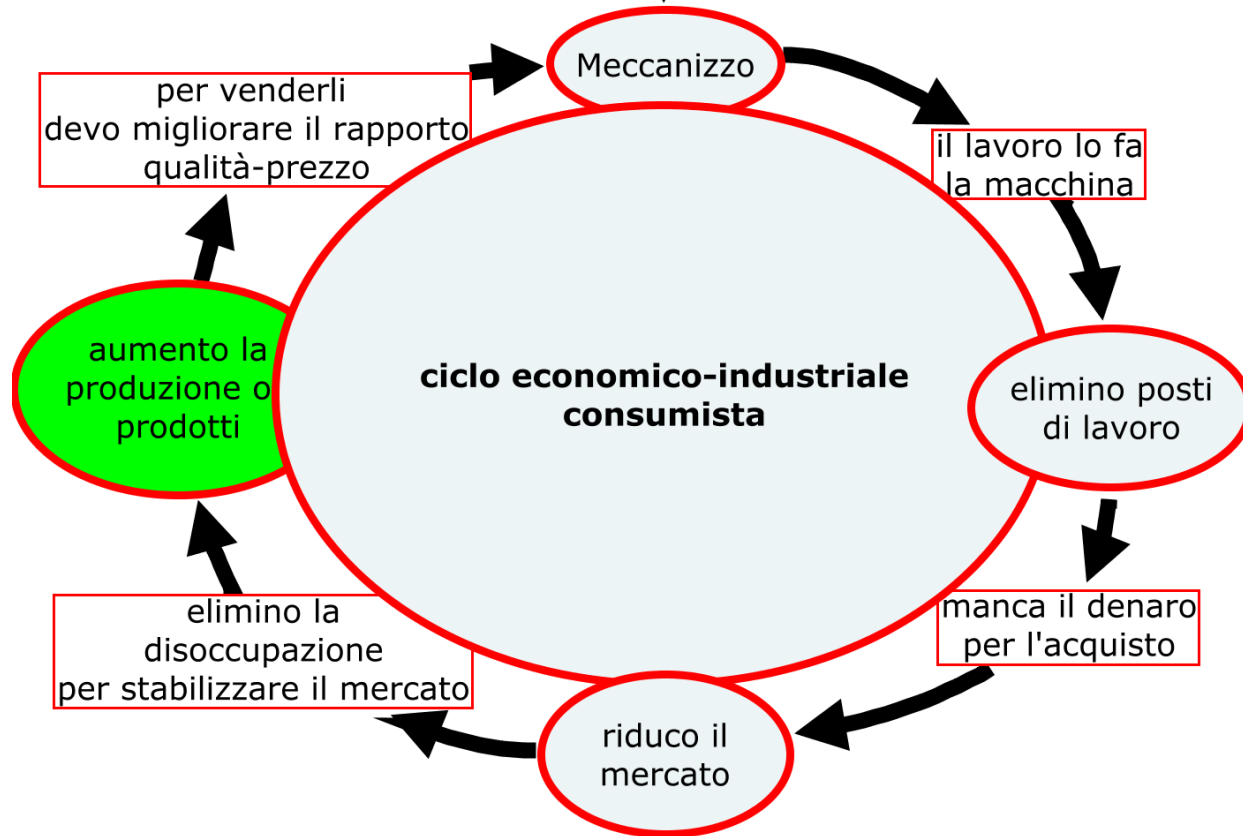 Meccanizzo
il lavoro lo fa
la macchina
elimino posti
di lavoro
manca il denaro
per l'acquisto
riduco il
mercato
elimino la
disoccupazione
per stabilizzare il mercato
aumento la
produzione o
prodotti
per venderli
devo migliorare il rapporto
qualità-prezzo
ciclo economico-industriale
consumista